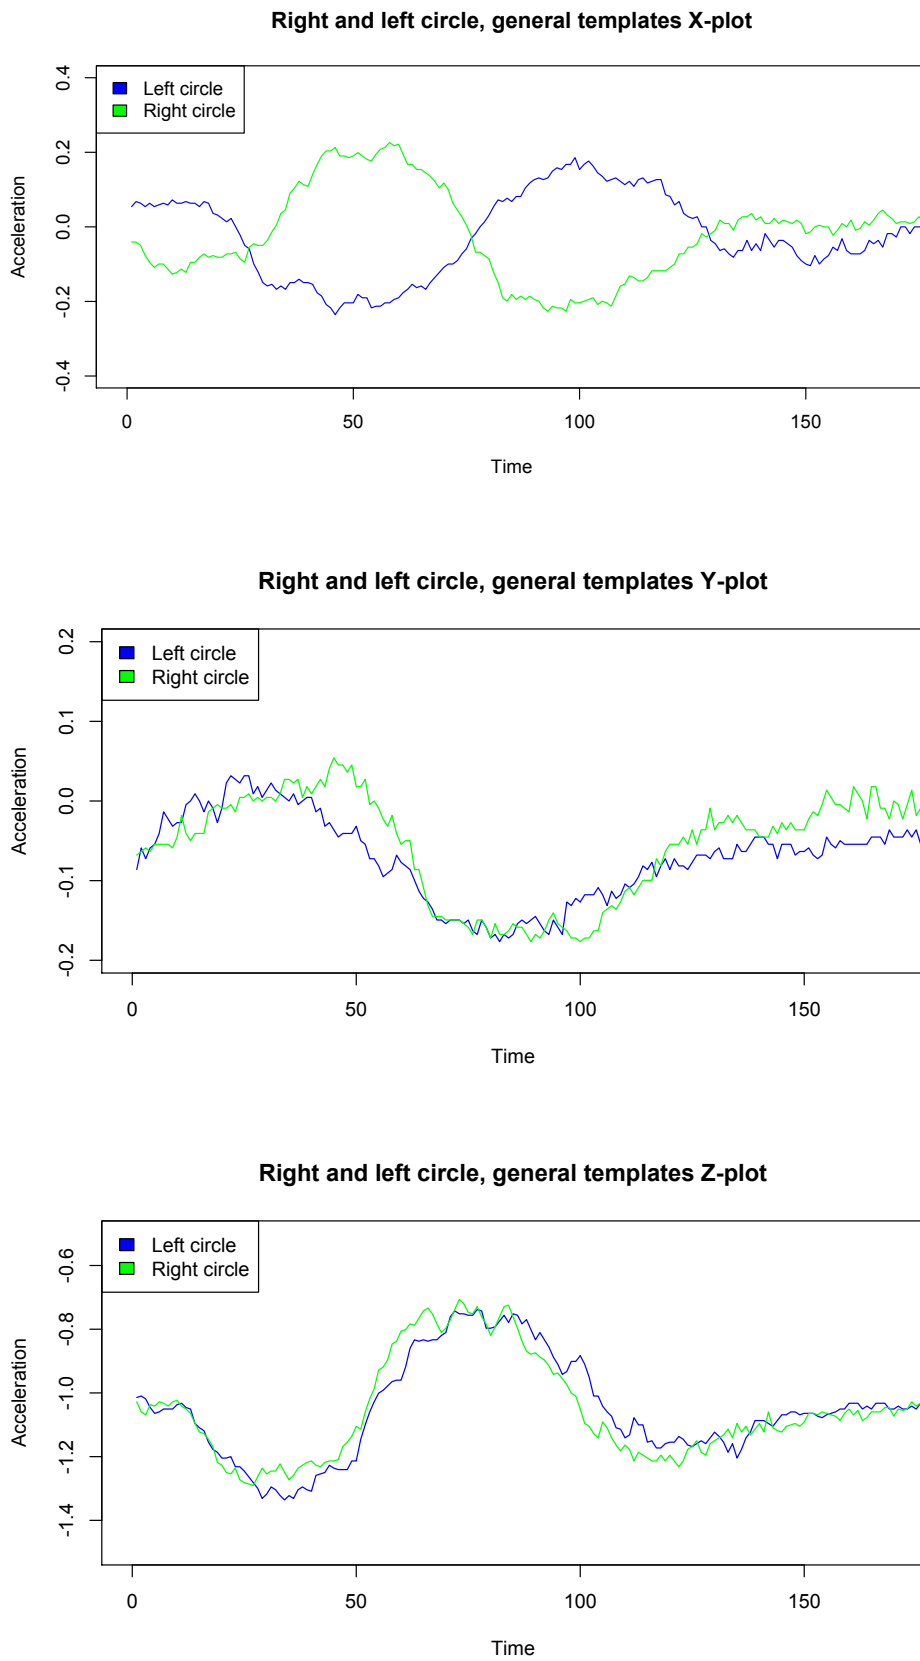 Right and left circle, general templates X-plot
Left circle
Right circle
Acceleration
0.4
0.2
0.0
-0.2
-0.4
0 50 100 150
Time
Right and left circle, general templates Y-plot
Left circle
Right circle
Acceleration
0.2
0.1
0.0
-0.1
-0.2
0 50 100 150
Time
Right and left circle, general templates Z-plot
Left circle
Right circle
Acceleration
-0.6
-0.8
-1.0
-1.2
-1.4
0 50 100 150
Time